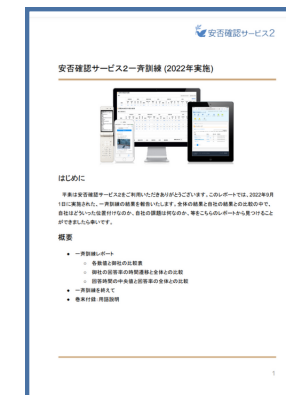 安否確認サービス2
安否確認サービス2一斉訓練 (2022年実施)
はじめに
平素は安否確認サービス2をご利用いただきありがとうございます。このレポートでは、2022年9月
1日に実施された、一斉訓練の結果を報告いたします。全体の結果と自社の結果との比較の中で、
自社はどういった位置付けなのか、自社の課題は何なのか、等をこちらのレポートから見つけること
ができましたら幸いです。
概要
● 一斉訓練レポート
○ 各数値と御社の比較表
○ 御社の回答率の時間遷移と全体との比較
○ 回答時間の中央値と回答率の全体との比較
● 一斉訓練を終えて
● 巻末付録：用語説明
1